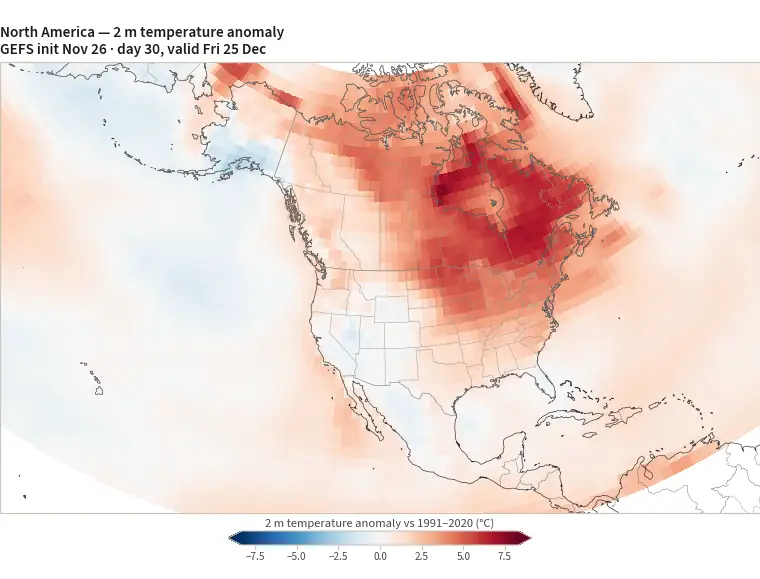 North America — 2 m temperature anomaly
GEFS init Nov 26 · day 30, valid Fri 25 Dec
2 m temperature anomaly vs 1991–2020 (°C)
−7.5 −5.0 −2.5 0.0 2.5 5.0 7.5